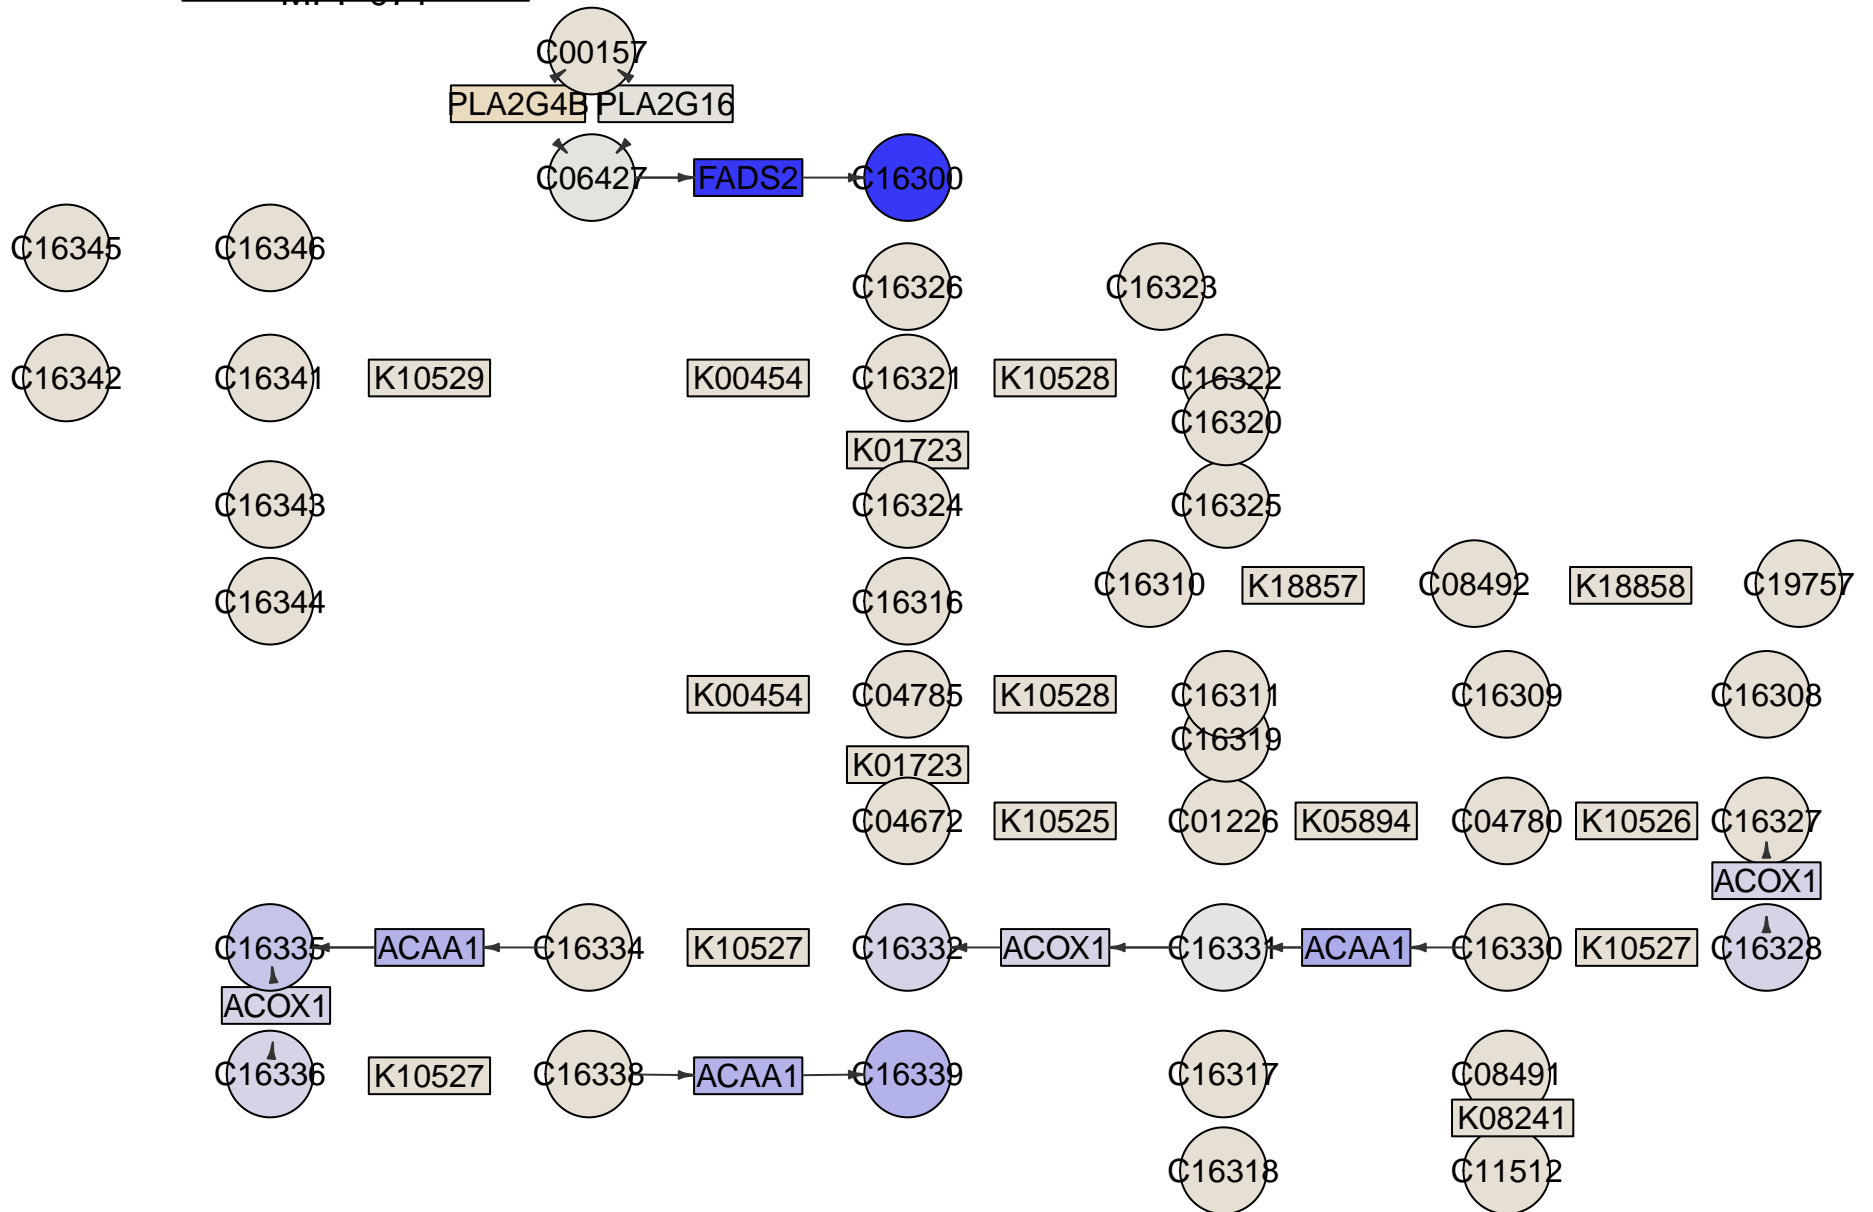 C00157
PLA2G4B PLA2G16
C06427 FADS2 C16300
C16345 C16346
C16326 C16323
C16342 C16341 K10529 K00454 C16321 K10528 C16322
C16320
K01723
C16343 C16324 C16325
C16310 K18857 C08492 K18858 C19757
C16344 C16316
K00454 C04785 K10528 C16311 C16309 C16308
C16319
K01723
C04672 K10525 C01226 K05894 C04780 K10526 C16327
ACOX1
C16335 ACAA1 C16334 K10527 C16332 ACOX1 C16331 ACAA1 C16330 K10527 C16328
ACOX1
C16336 K10527 C16338 ACAA1 C16339 C16317 C08491
K08241
C16318 C11512